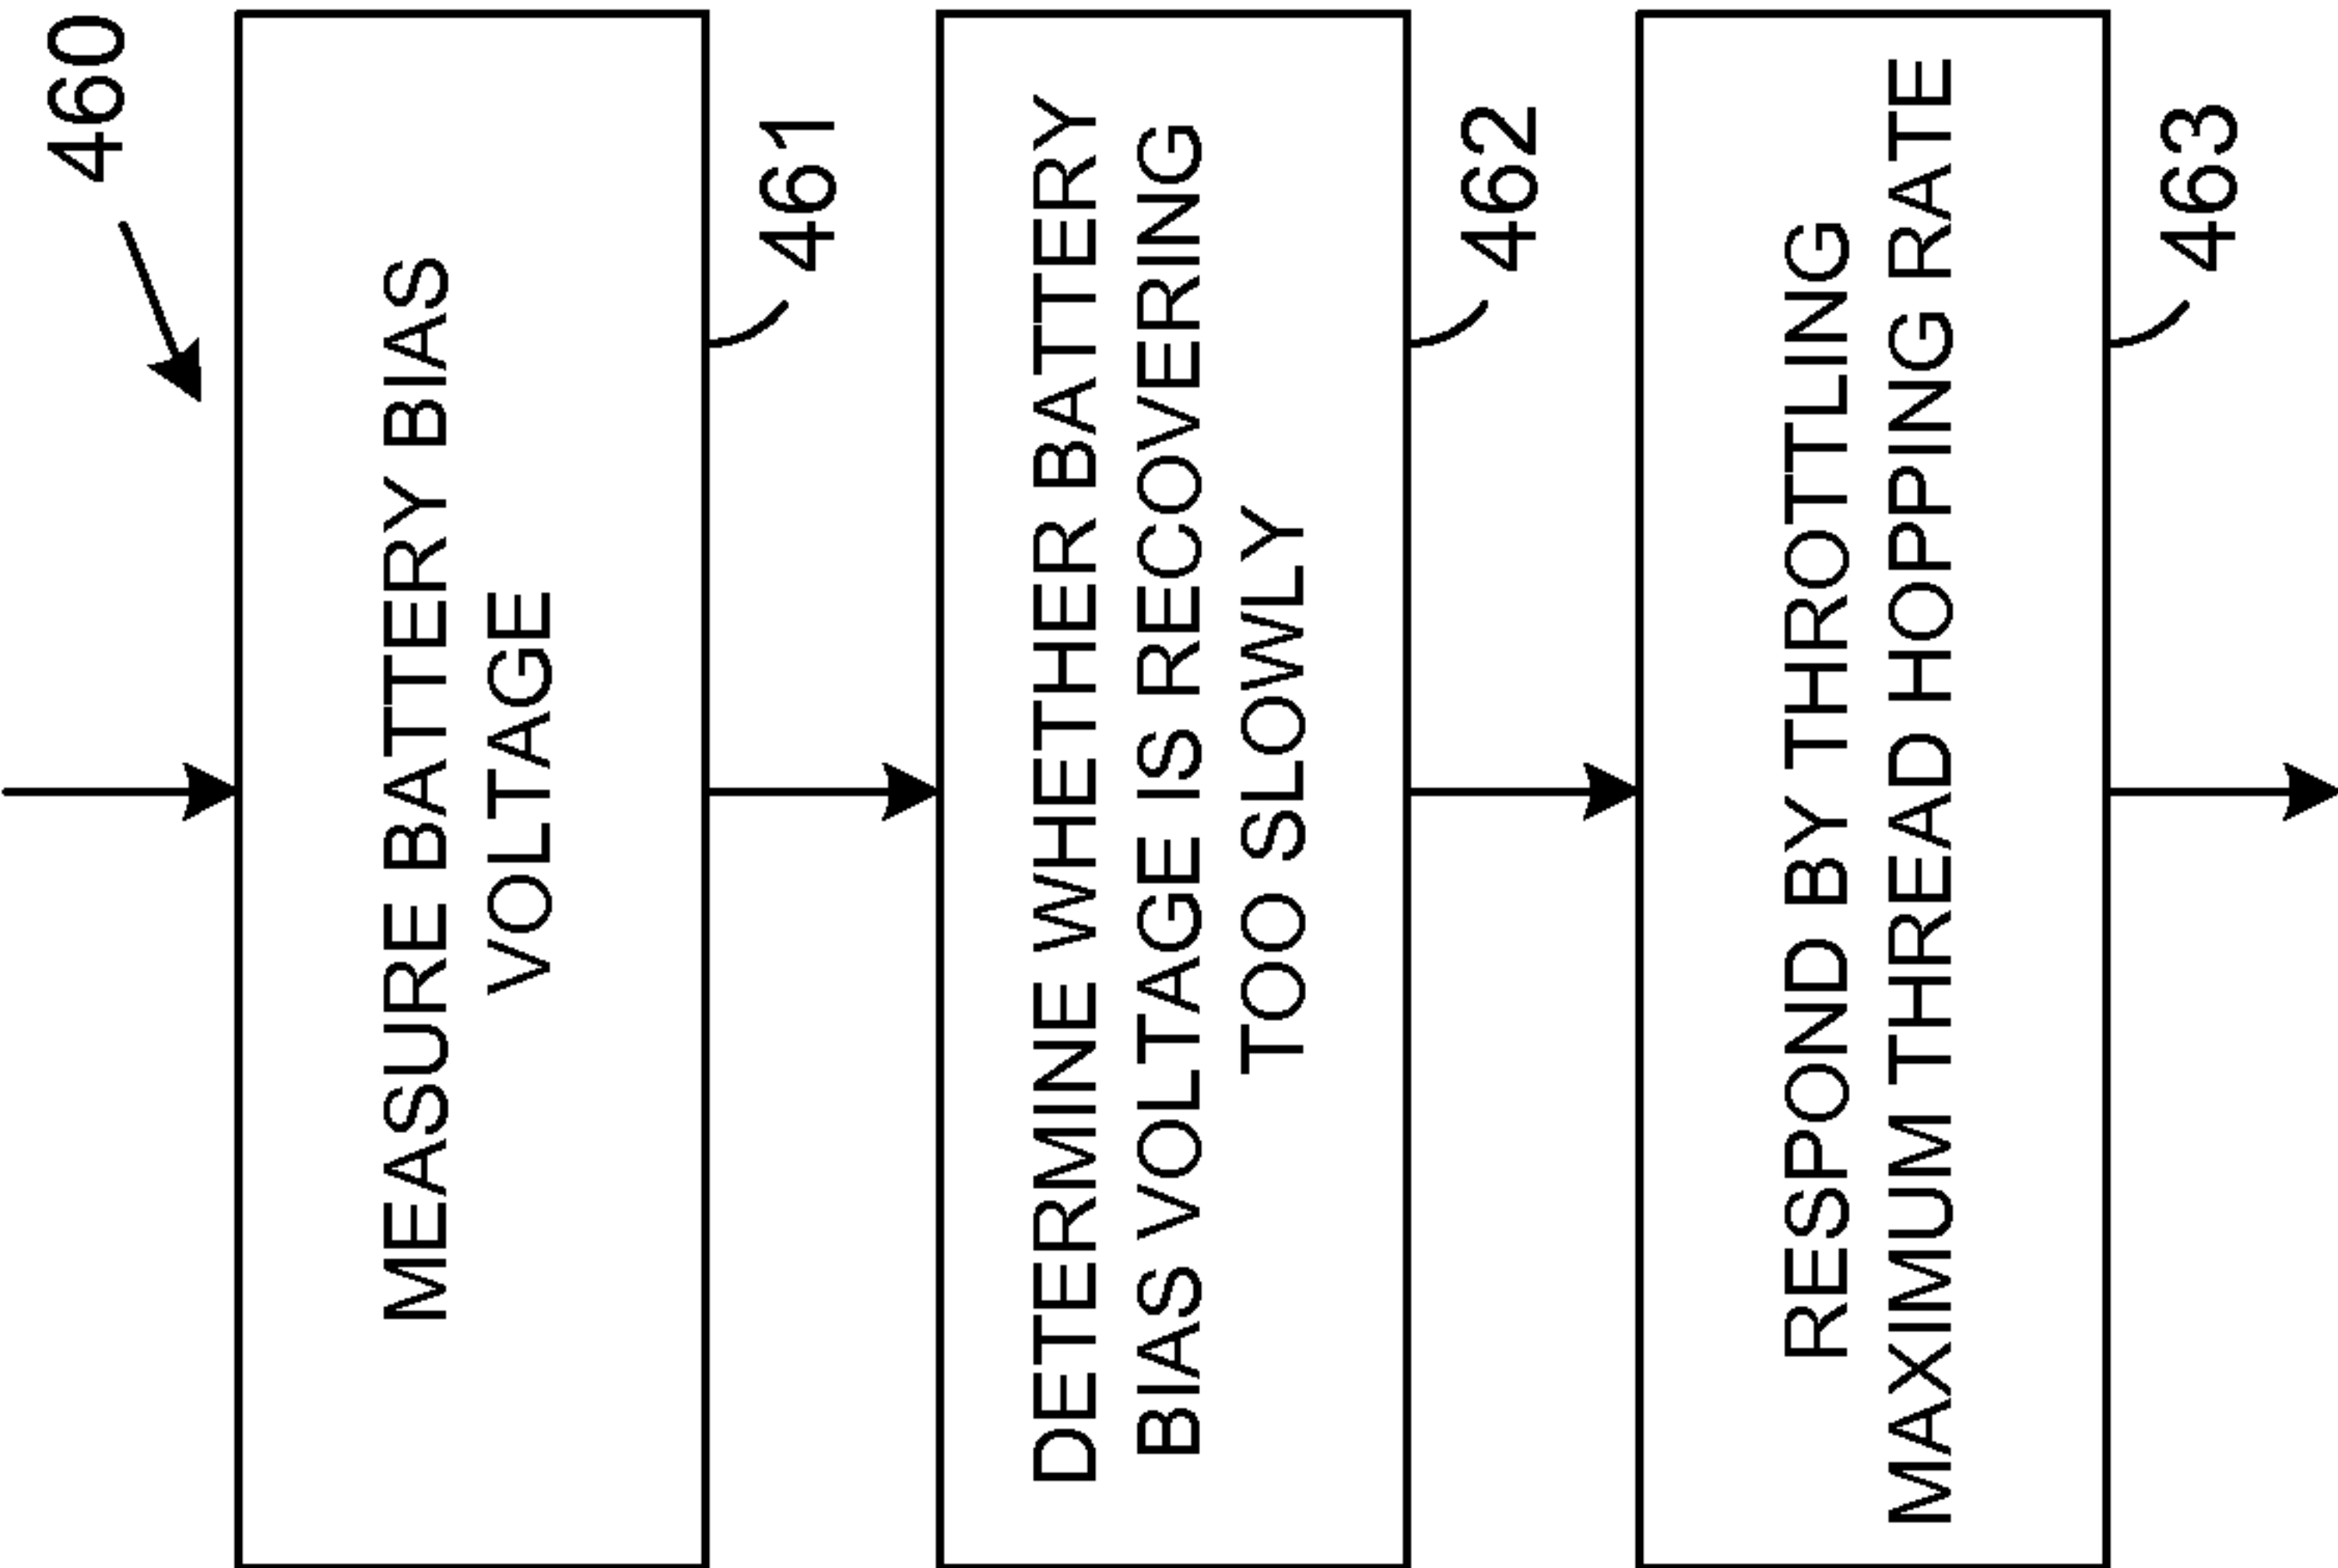 460
MEASURE BATTERY BIAS
VOLTAGE
461
DETERMINE WHETHER BATTERY
BIAS VOLTAGE IS RECOVERING
TOO SLOWLY
462
RESPOND BY THROTTLING
MAXIMUM THREAD HOPPING RATE
463